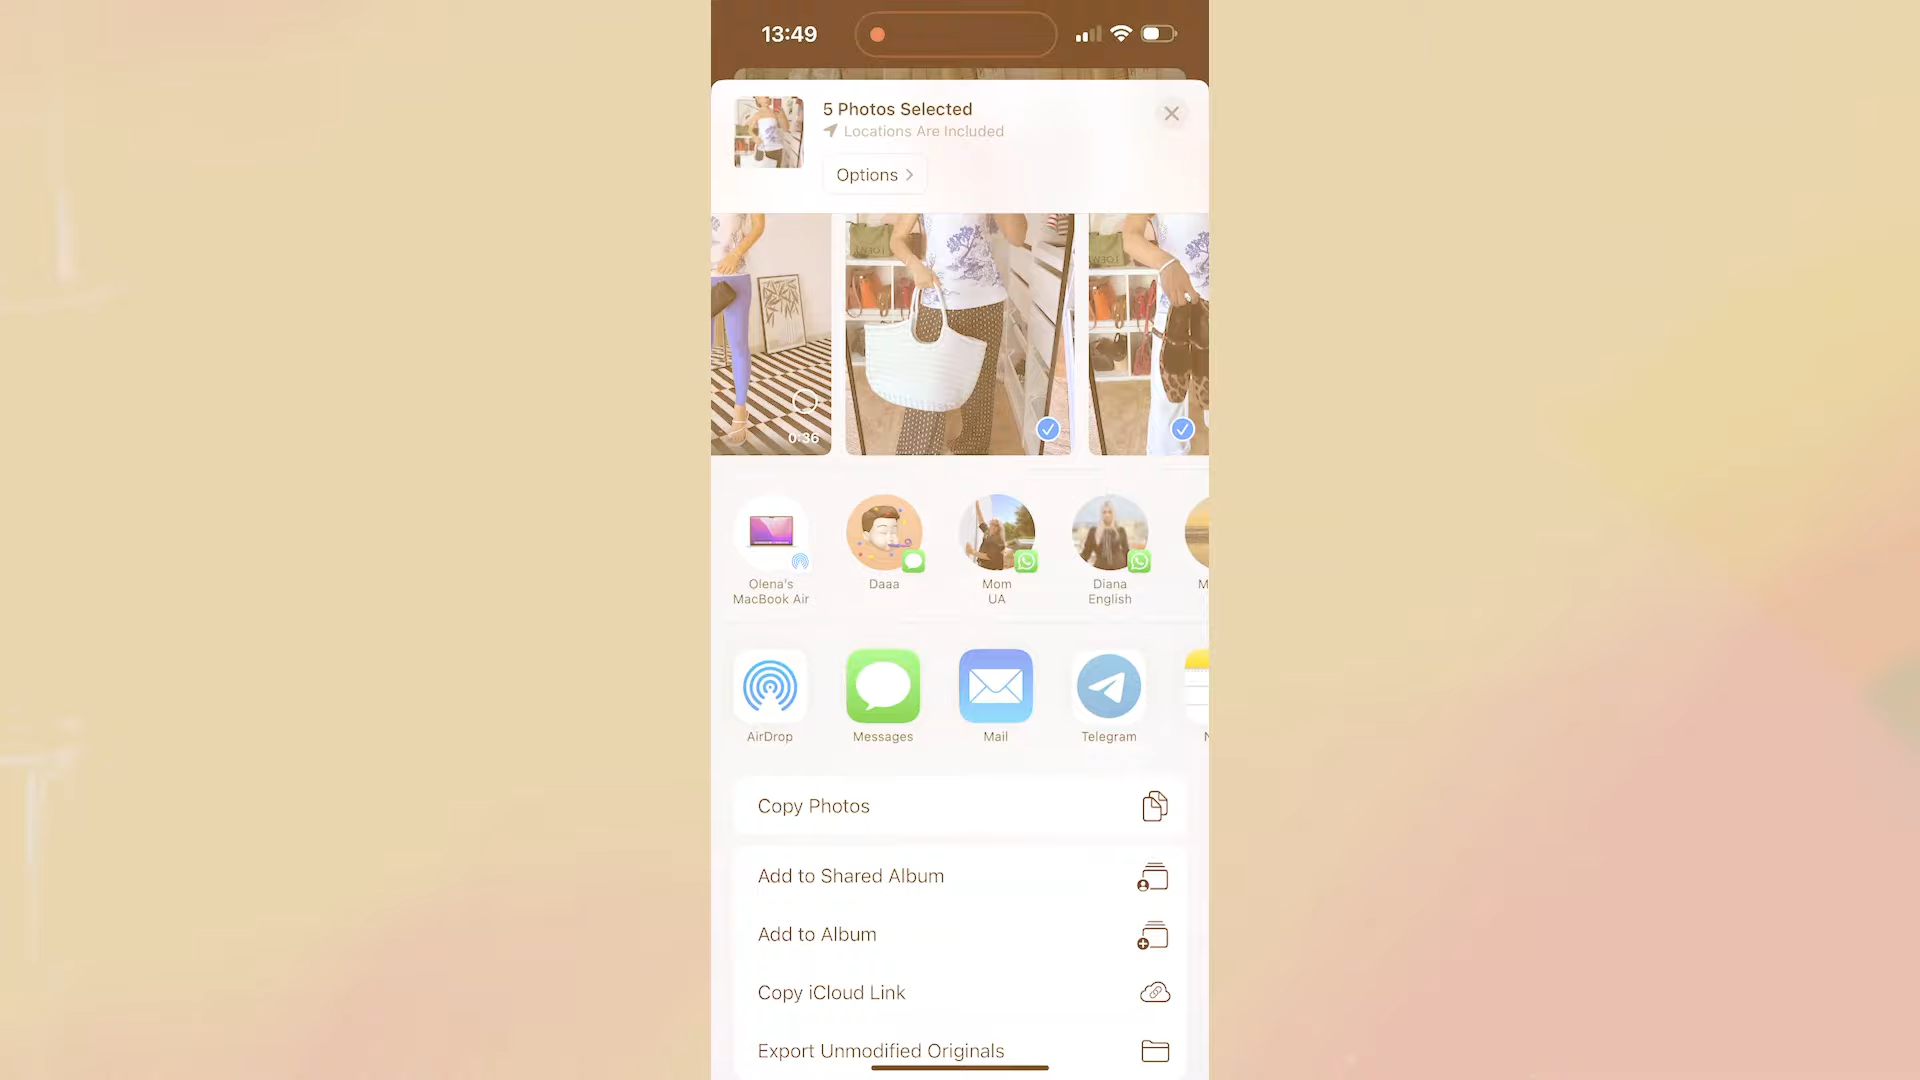 13:49
5 Photos Selected
Locations Are Included
Options
0:36
Olena's
MacBook Air
Daaa
Mom
UA
Diana
English
M
AirDrop
Messages
Mail
Telegram
Copy Photos
Add to Shared Album
Add to Album
Copy iCloud Link
Export Unmodified Originals